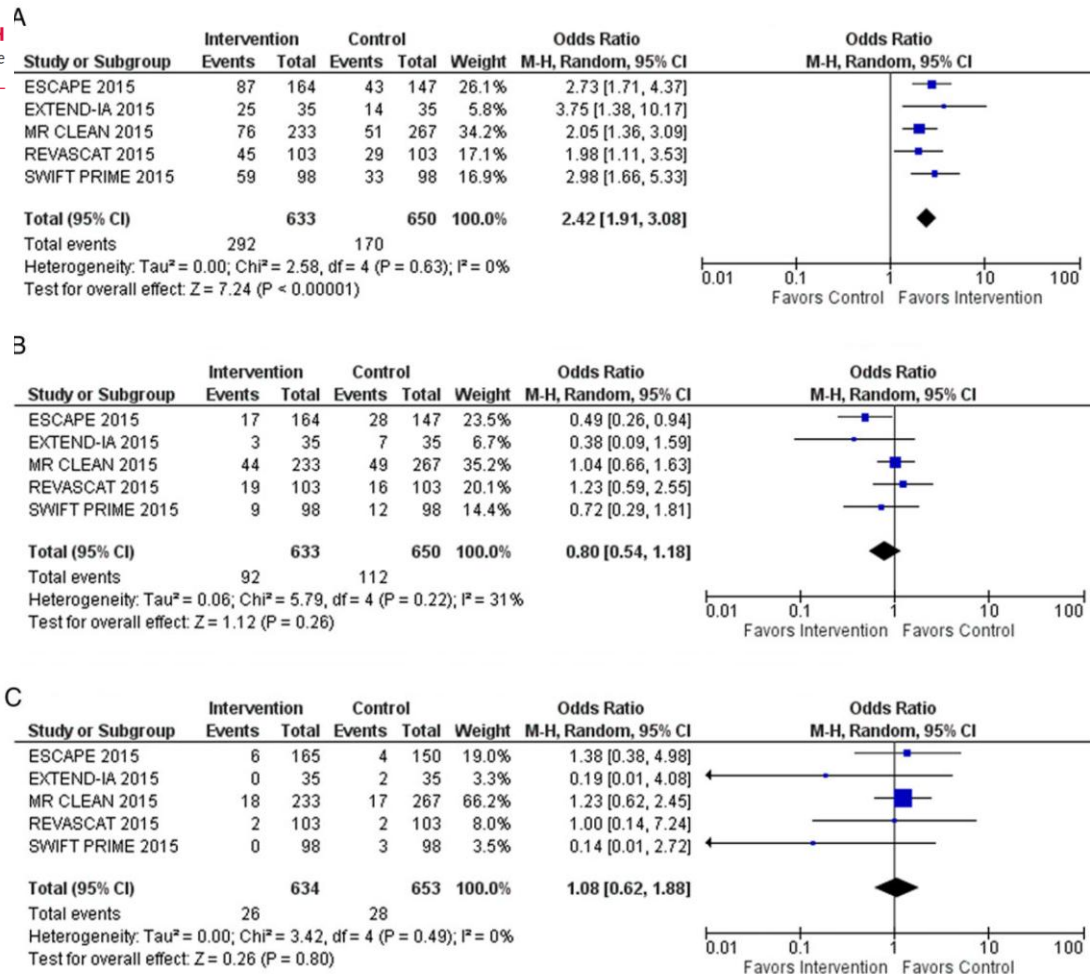 A
H
e
Intervention Control Odds Ratio Odds Ratio
Study or Subgroup Events Total Events Total Weight M-H, Random, 95% CI M-H, Random, 95% CI
ESCAPE 2015 87 164 43 147 26.1% 2.73 [1.71, 4.37]
EXTEND-IA 2015 25 35 14 35 5.8% 3.75 [1.38, 10.17]
MR CLEAN 2015 76 233 51 267 34.2% 2.05 [1.36, 3.09]
REVASCAT 2015 45 103 29 103 17.1% 1.98 [1.11, 3.53]
SWIFT PRIME 2015 59 98 33 98 16.9% 2.98 [1.66, 5.33]
Total (95% CI) 633 650 100.0% 2.42 [1.91, 3.08]
Total events 292 170
Heterogeneity: Tau² = 0.00; Chi² = 2.58, df = 4 (P = 0.63); I² = 0%
Test for overall effect: Z = 7.24 (P < 0.00001)
0.01 0.1 1 10 100
Favors Control Favors Intervention
B
Intervention Control Odds Ratio Odds Ratio
Study or Subgroup Events Total Events Total Weight M-H, Random, 95% CI M-H, Random, 95% CI
ESCAPE 2015 17 164 28 147 23.5% 0.49 [0.26, 0.94]
EXTEND-IA 2015 3 35 7 35 6.7% 0.38 [0.09, 1.59]
MR CLEAN 2015 44 233 49 267 35.2% 1.04 [0.66, 1.63]
REVASCAT 2015 19 103 16 103 20.1% 1.23 [0.59, 2.55]
SWIFT PRIME 2015 9 98 12 98 14.4% 0.72 [0.29, 1.81]
Total (95% CI) 633 650 100.0% 0.80 [0.54, 1.18]
Total events 92 112
Heterogeneity: Tau² = 0.06; Chi² = 5.79, df = 4 (P = 0.22); I² = 31%
Test for overall effect: Z = 1.12 (P = 0.26)
0.01 0.1 1 10 100
Favors Intervention Favors Control
C
Intervention Control Odds Ratio Odds Ratio
Study or Subgroup Events Total Events Total Weight M-H, Random, 95% CI M-H, Random, 95% CI
ESCAPE 2015 6 165 4 150 19.0% 1.38 [0.38, 4.98]
EXTEND-IA 2015 0 35 2 35 3.3% 0.19 [0.01, 4.08]
MR CLEAN 2015 18 233 17 267 66.2% 1.23 [0.62, 2.45]
REVASCAT 2015 2 103 2 103 8.0% 1.00 [0.14, 7.24]
SWIFT PRIME 2015 0 98 3 98 3.5% 0.14 [0.01, 2.72]
Total (95% CI) 634 653 100.0% 1.08 [0.62, 1.88]
Total events 26 28
Heterogeneity: Tau² = 0.00; Chi² = 3.42, df = 4 (P = 0.49); I² = 0%
Test for overall effect: Z = 0.26 (P = 0.80)
0.01 0.1 1 10 100
Favors Intervention Favors Control